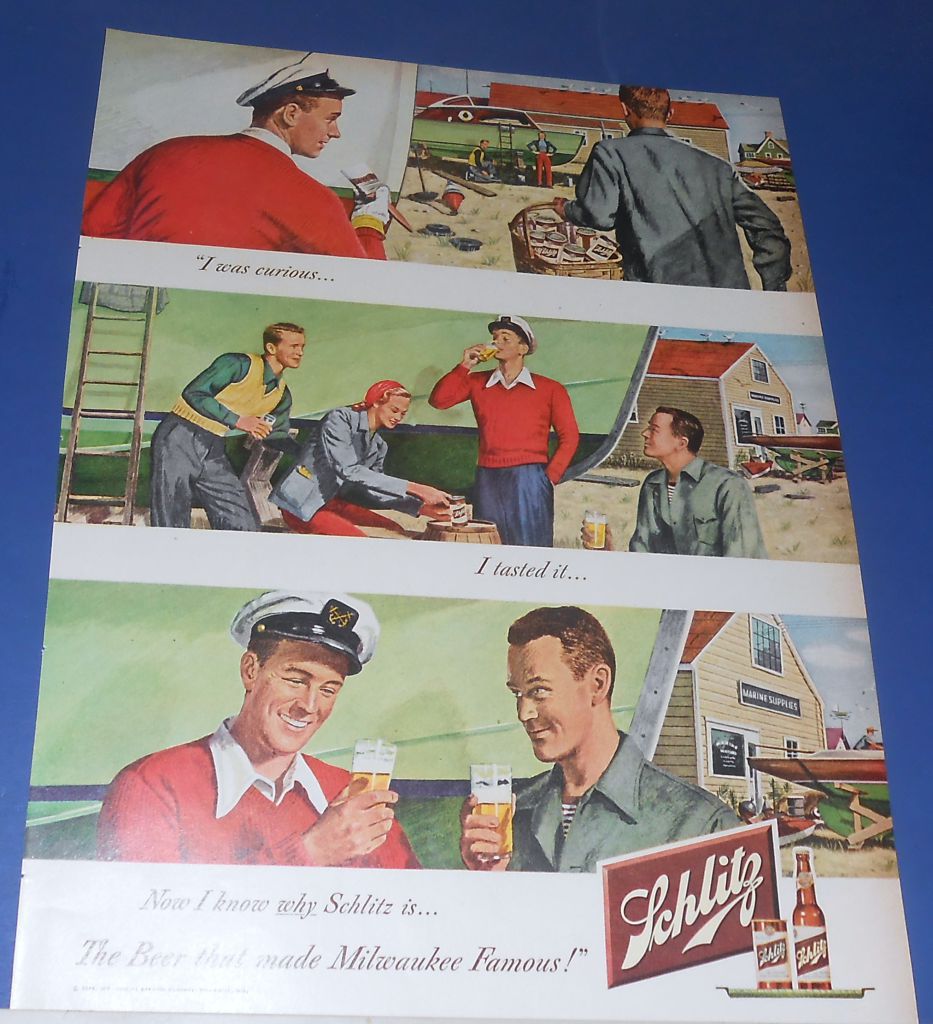 "I was curious...
I tasted it...
MARINE SUPPLIES
Now I know why Schlitz is...
The Beer that made Milwaukee Famous!"
Schlitz
Schlitz
Schlitz